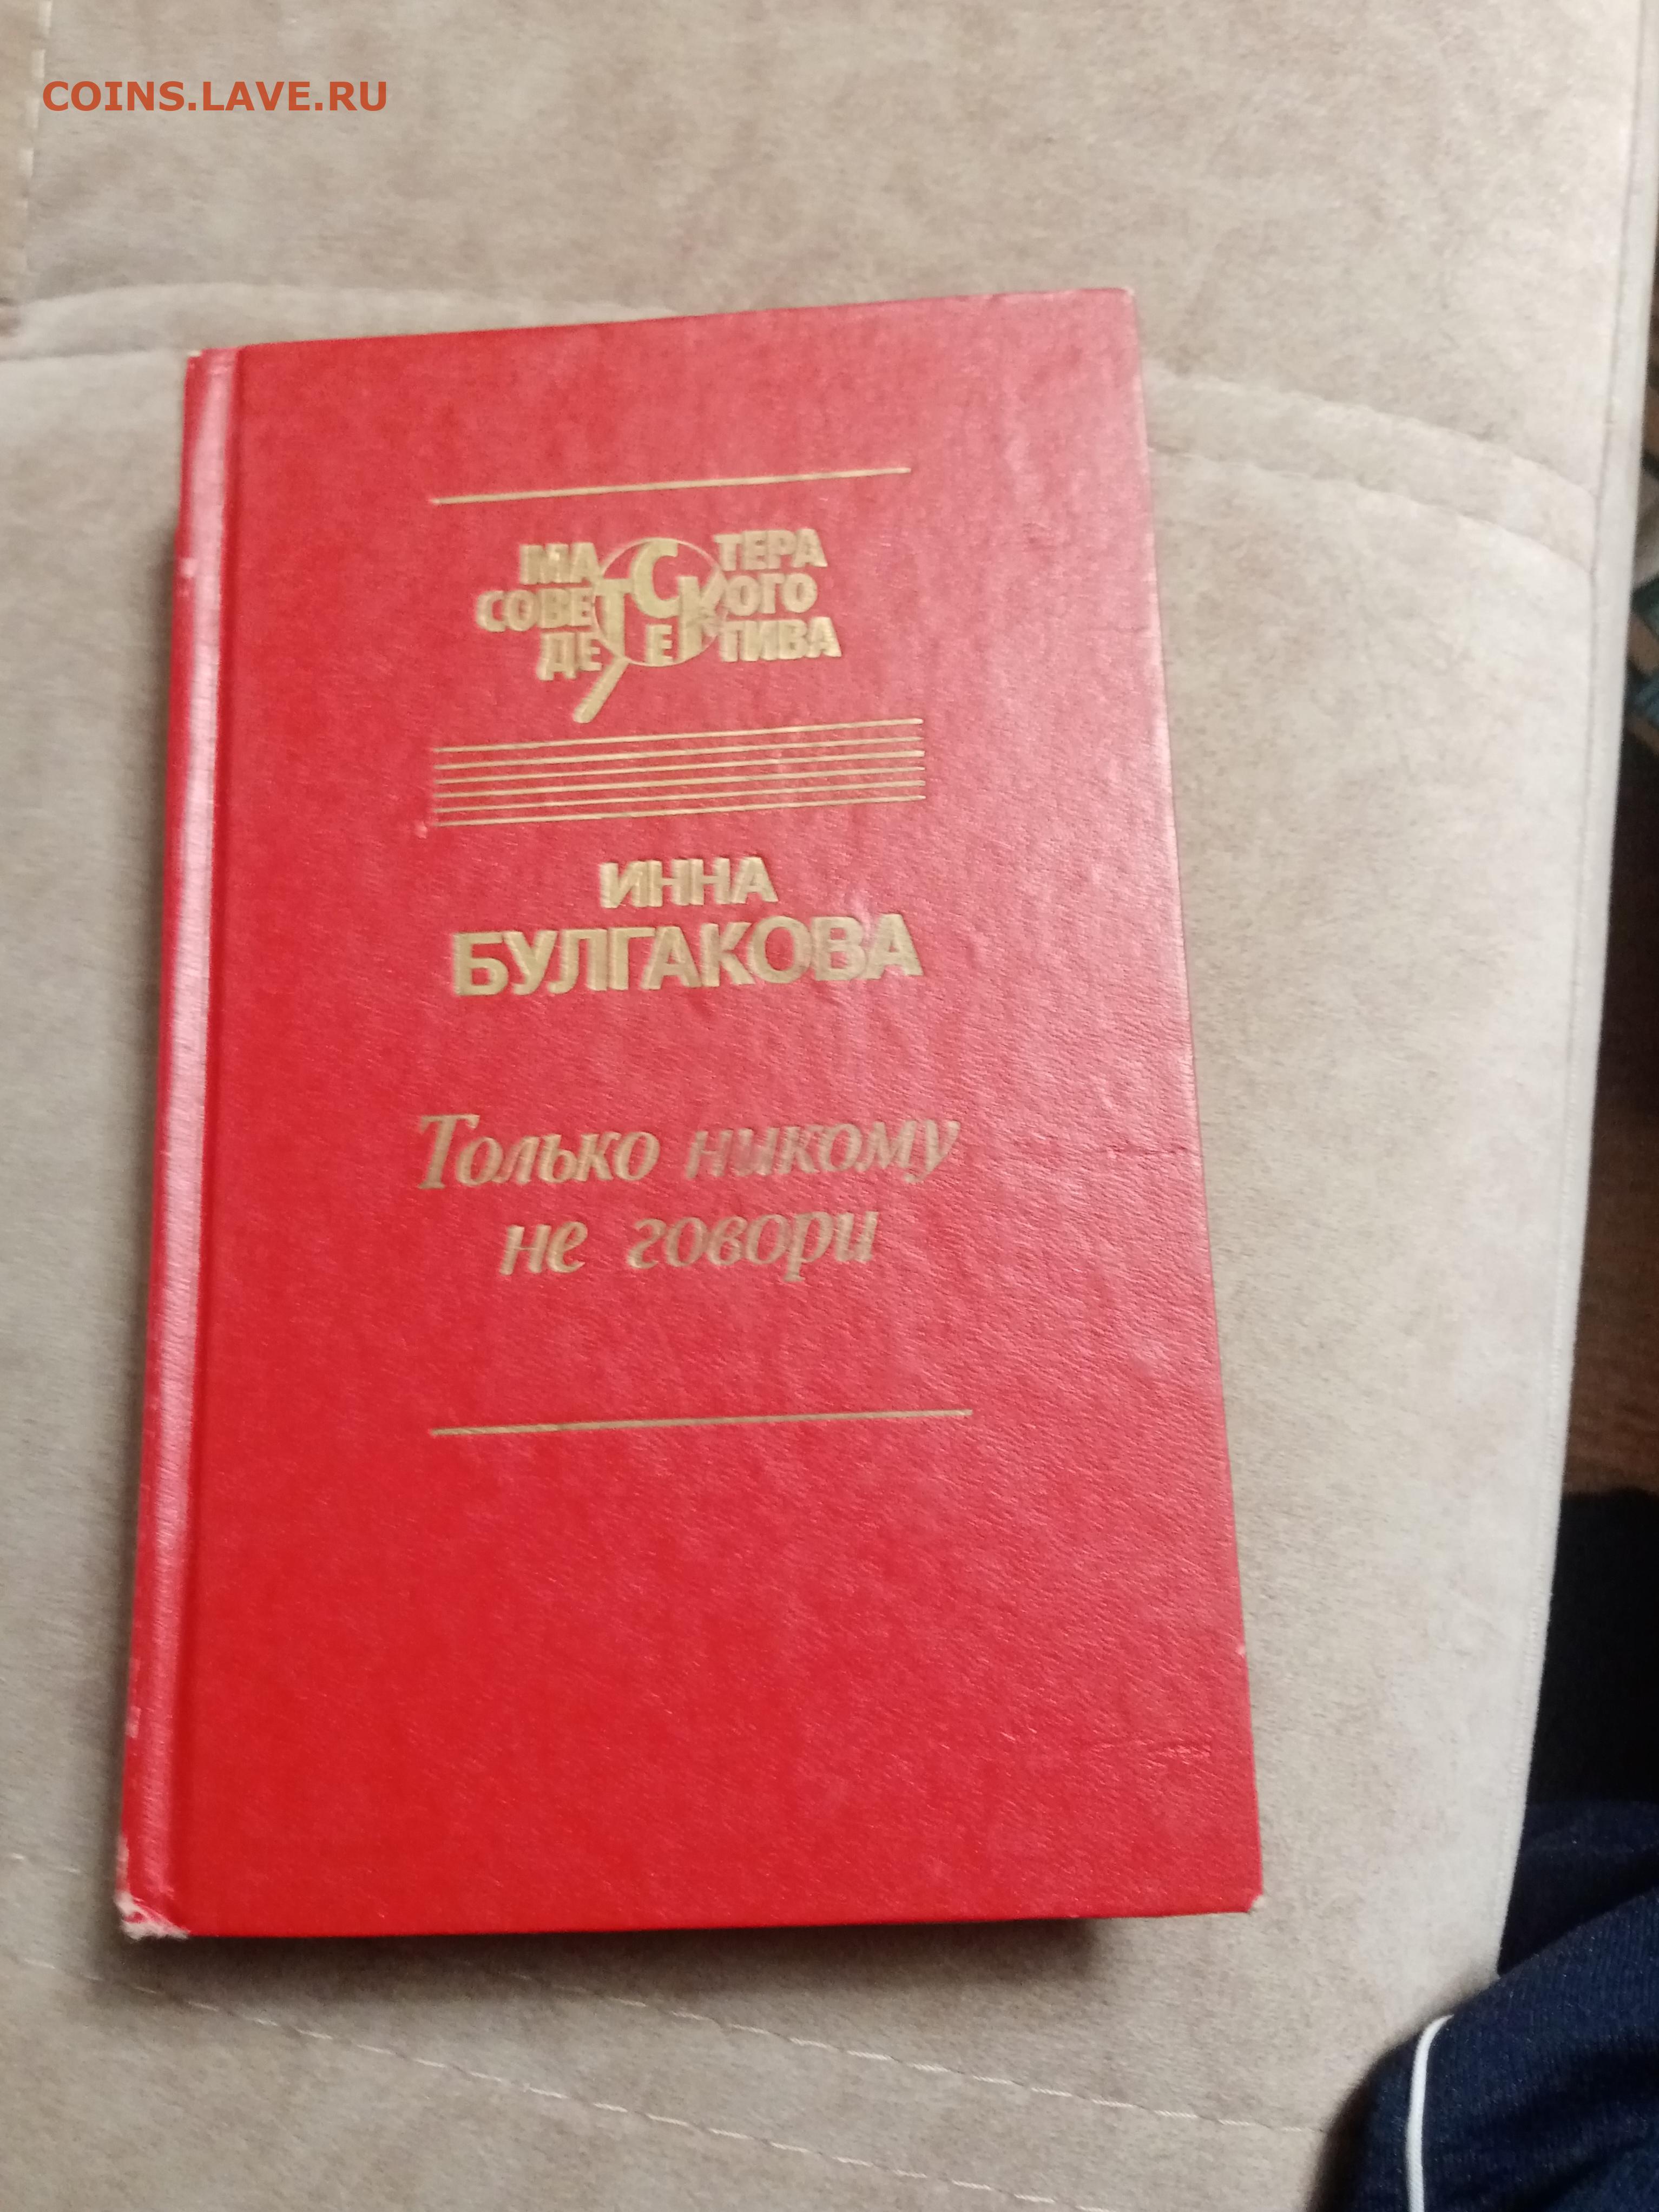 COINS.LAVE.RU
МАСТЕРА
СОВЕТСКОГО
ДЕТЕКТИВА
ИННА
БУЛГАКОВА
Только никому
не говори